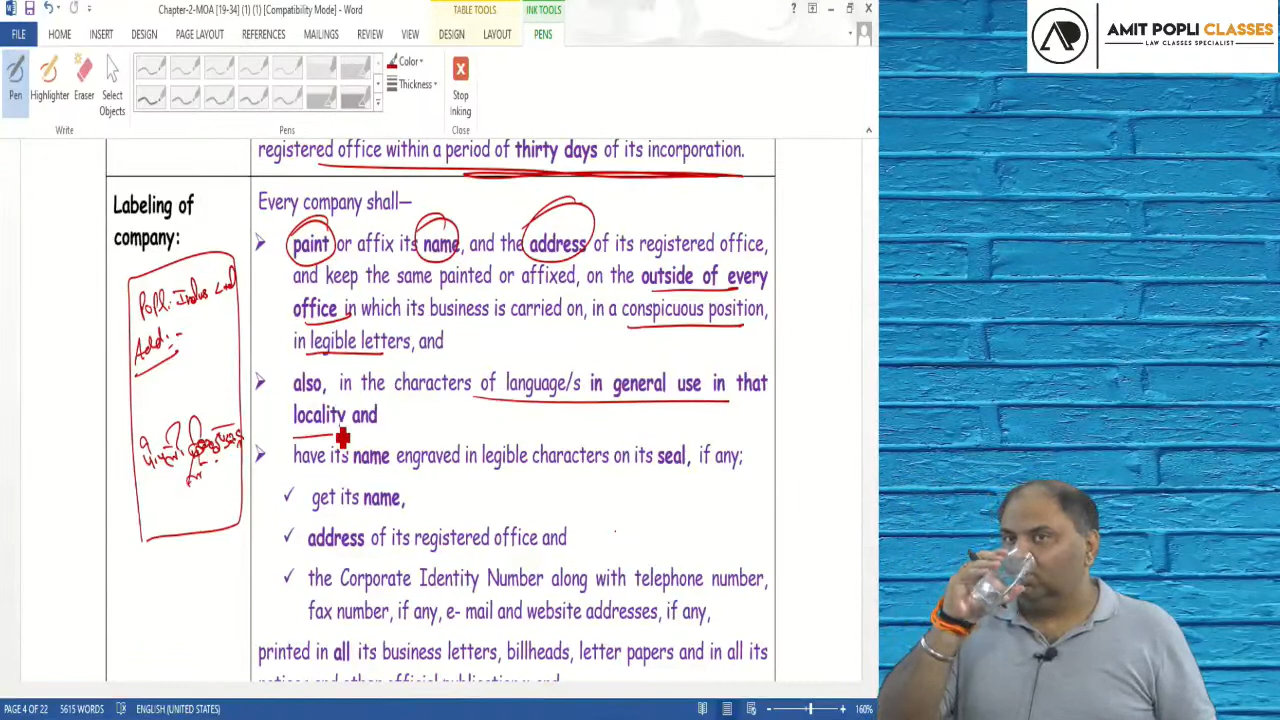 Chapter-2-MOA [19-34] (1) (1) [Compatibility Mode] - Word
TABLE TOOLS
INK TOOLS
FILE
HOME
INSERT
DESIGN
PAGE LAYOUT
REFERENCES
MAILINGS
REVIEW
VIEW
DESIGN
LAYOUT
PENS
AMIT POPLI CLASSES
LAW CLASSES SPECIALIST
Pen
Highlighter
Eraser
Select Objects
Color
Thickness
Stop Inking
Write
Pens
Close
registered office within a period of thirty days of its incorporation.
Labeling of
company:
Every company shall—
paint or affix its name, and the address of its registered office,
and keep the same painted or affixed, on the outside of every
office in which its business is carried on, in a conspicuous position,
in legible letters, and
Popli Indus Ltd
Add:-
also, in the characters of language/s in general use in that
locality and
have its name engraved in legible characters on its seal, if any;
get its name,
address of its registered office and
the Corporate Identity Number along with telephone number,
fax number, if any, e- mail and website addresses, if any,
printed in all its business letters, billheads, letter papers and in all its
PAGE 4 OF 22
5615 WORDS
ENGLISH (UNITED STATES)
160%